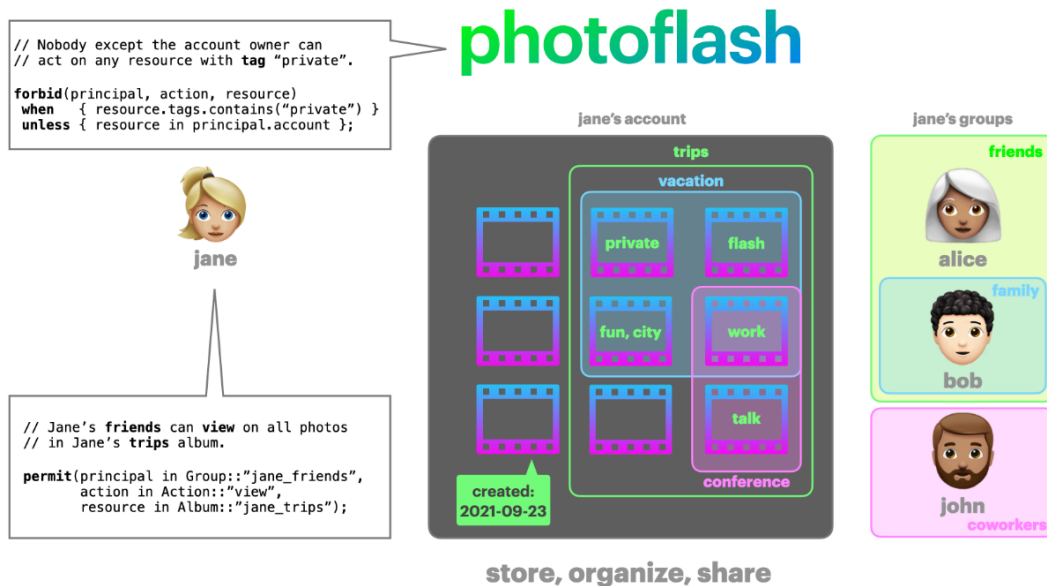 // Nobody except the account owner can
// act on any resource with tag “private”.
forbid(principal, action, resource)
when { resource.tags.contains(“private”) }
unless { resource in principal.account };
photoflash
jane
// Jane’s friends can view on all photos
// in Jane’s trips album.
permit(principal in Group::”jane_friends”,
action in Action::”view”,
resource in Album::”jane_trips”);
jane’s account
trips
vacation
private
flash
fun, city
work
talk
conference
created:
2021-09-23
jane’s groups
friends
alice
family
bob
john
coworkers
store, organize, share